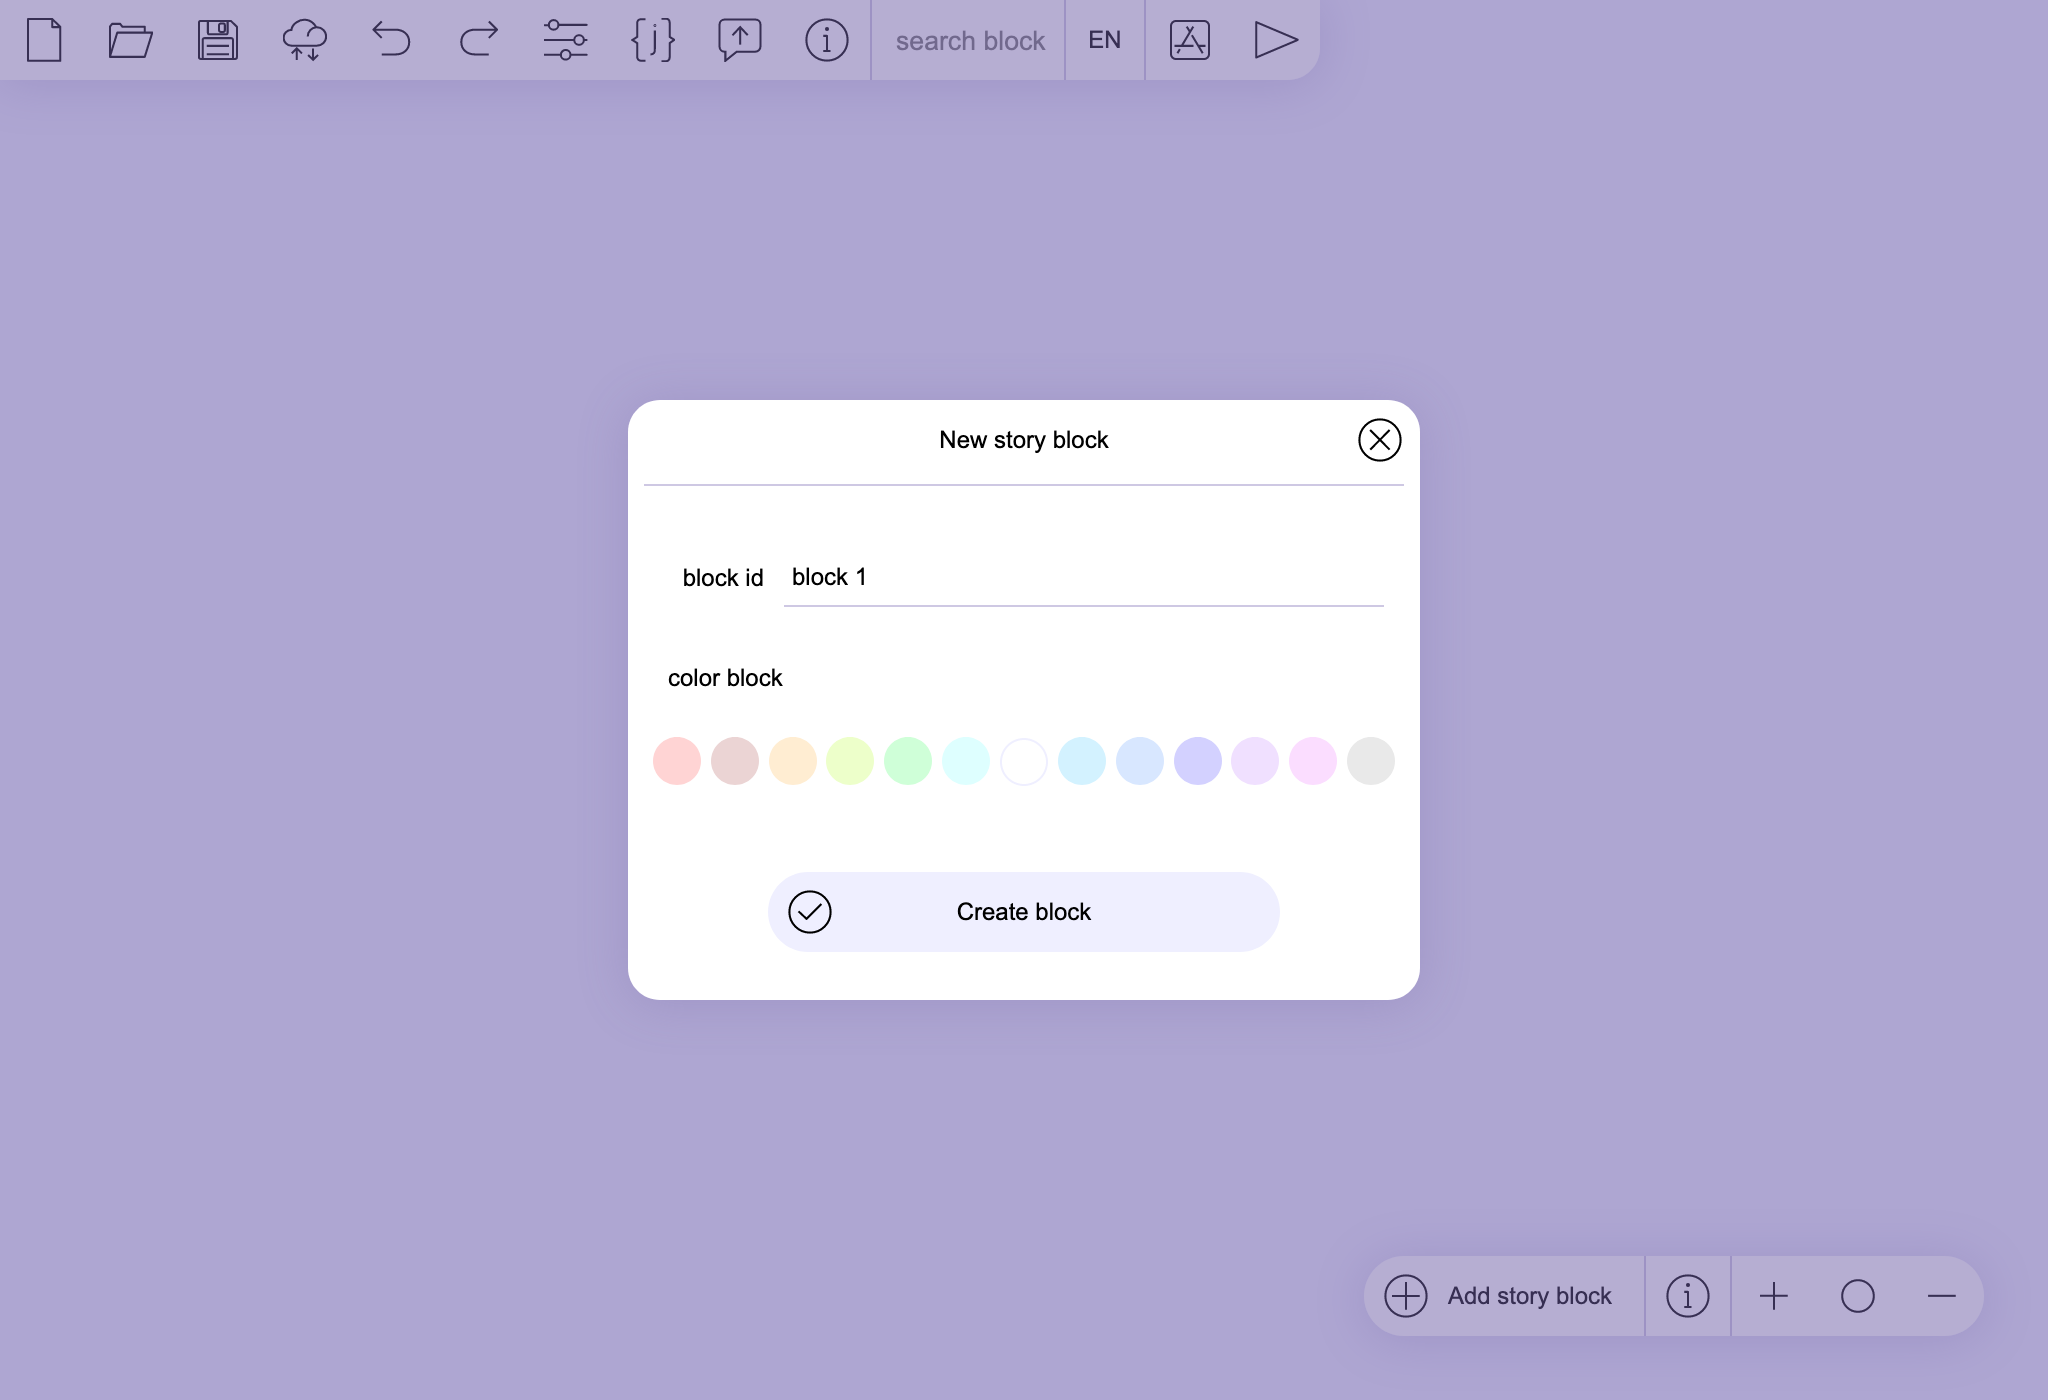 {j}
search block
EN
New story block
block id
block 1
color block
Create block
Add story block